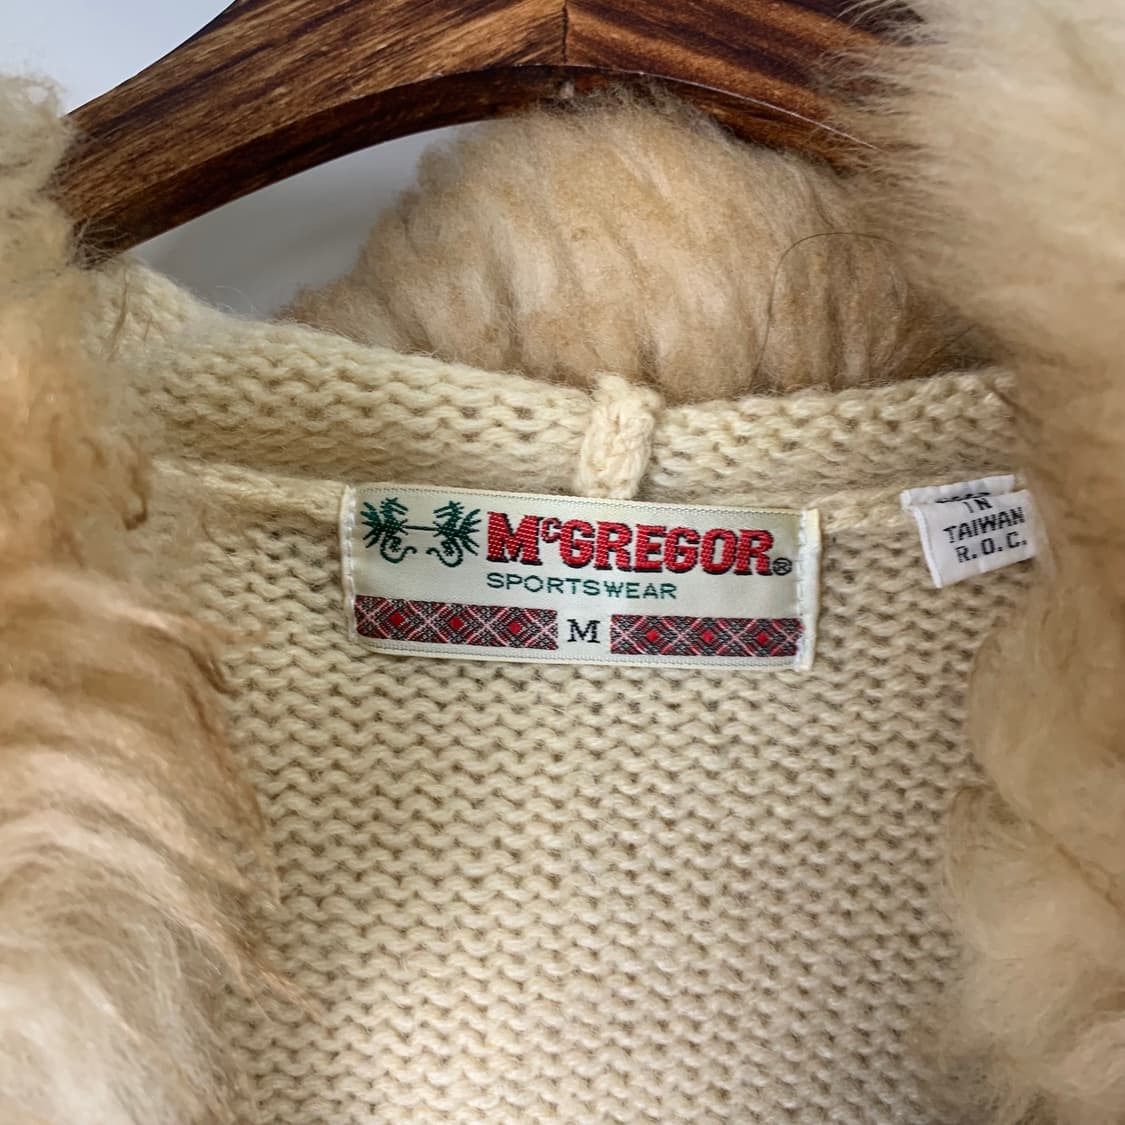 McGREGOR®
SPORTSWEAR
M
IN
TAIWAN
R.O.C.